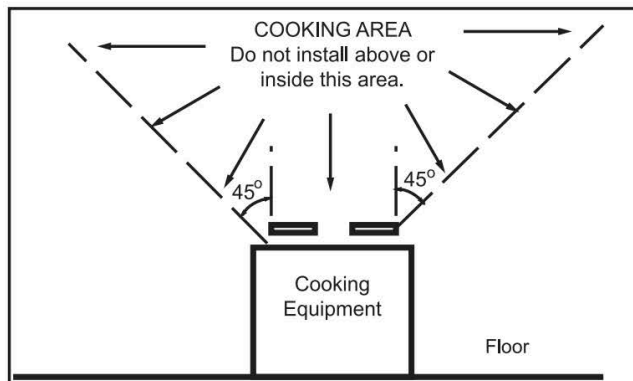 COOKING AREA
Do not install above or
inside this area.
45°
45°
Cooking
Equipment
Floor